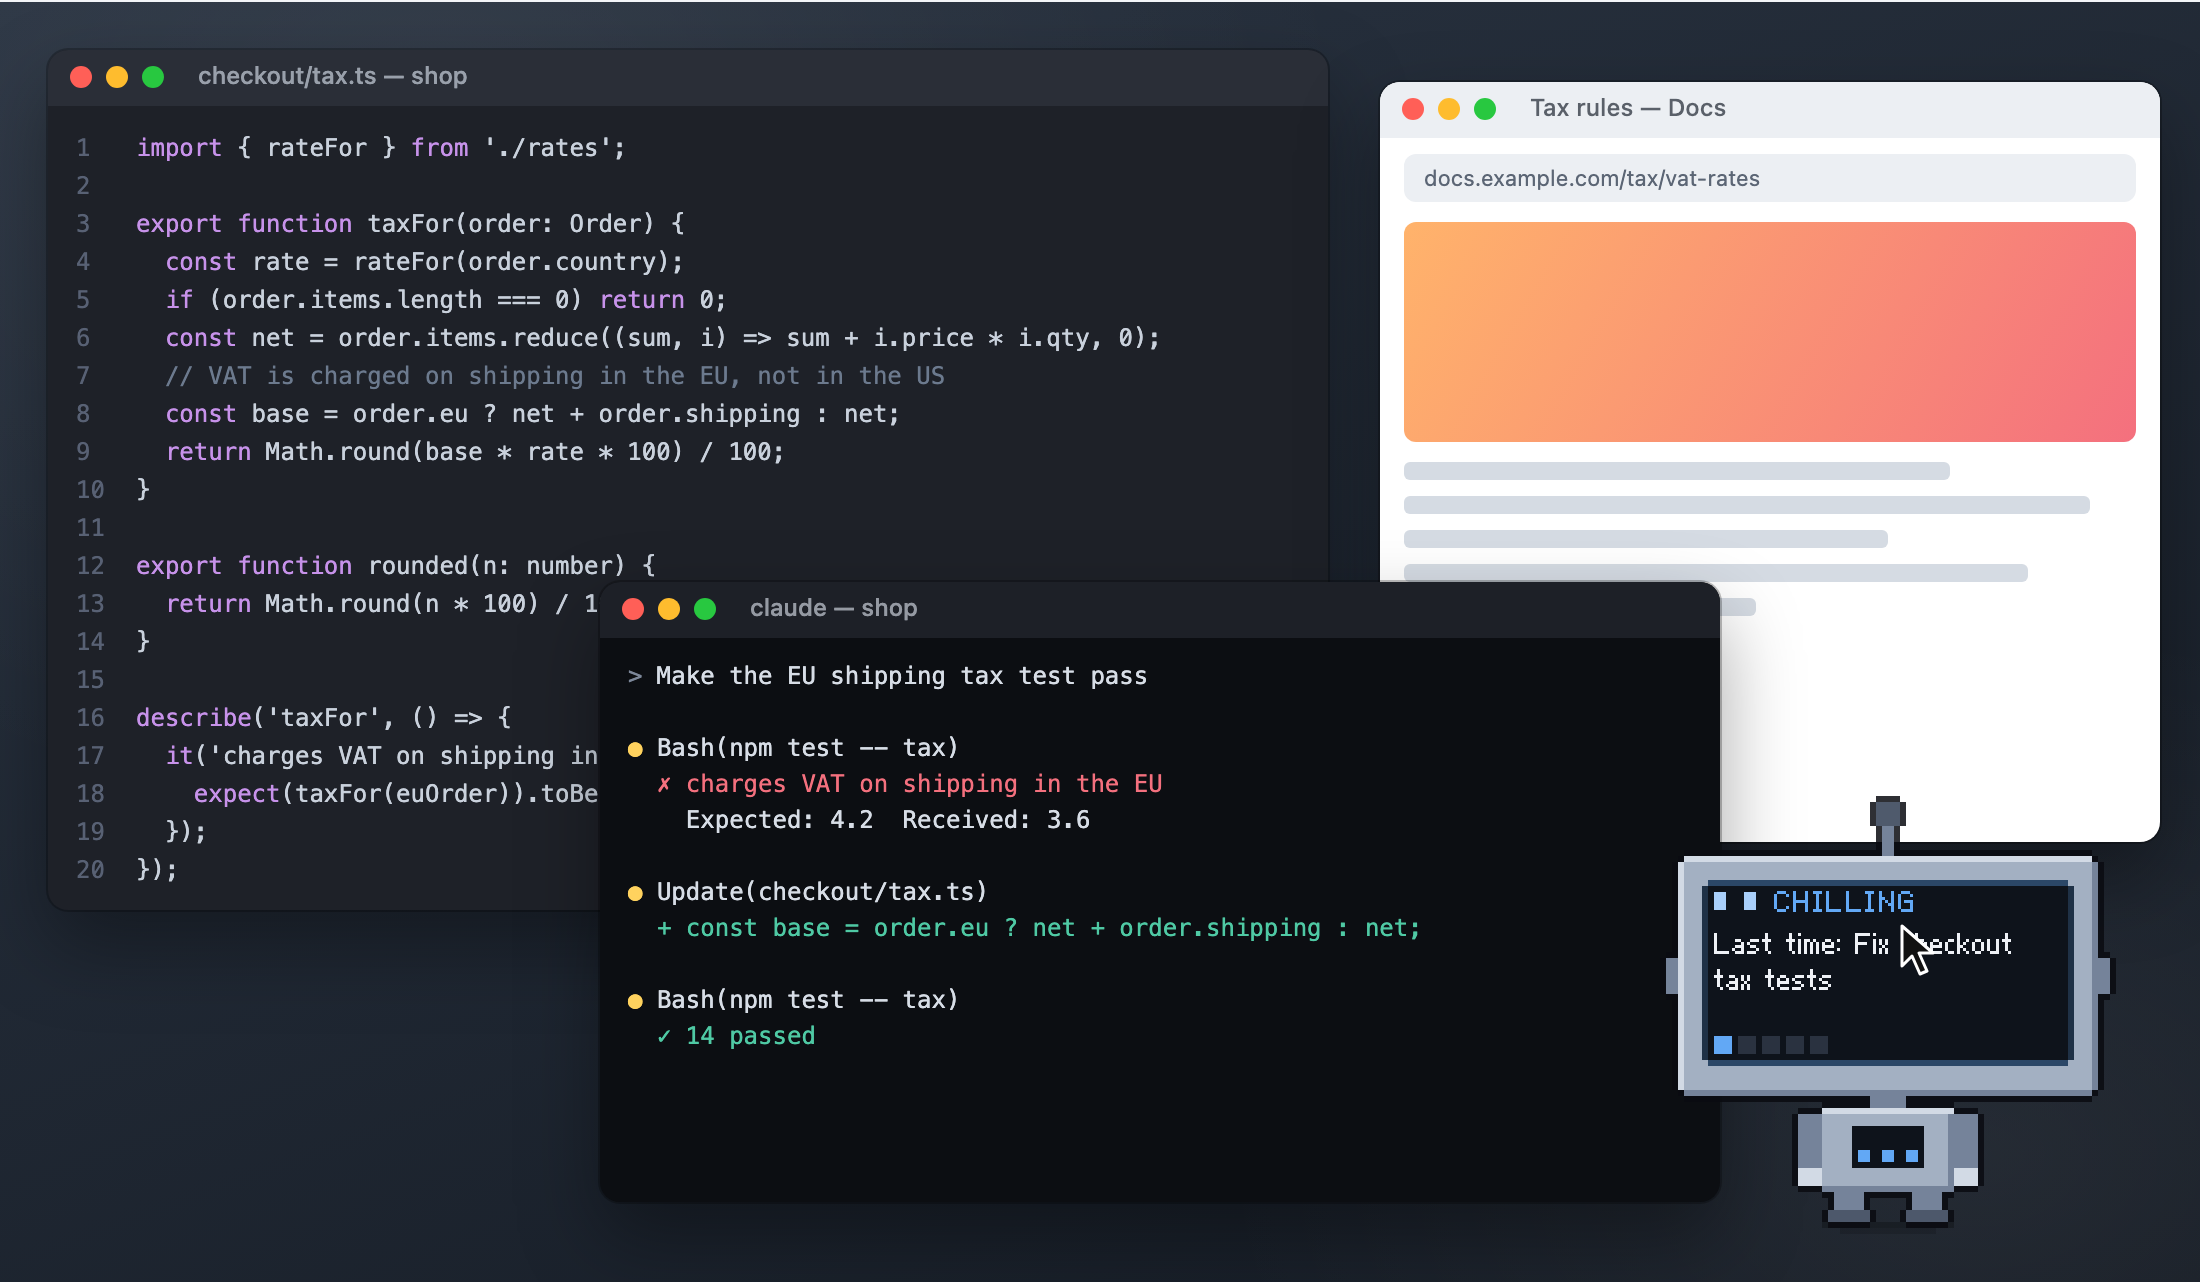 checkout/tax.ts — shop
1 import { rateFor } from './rates';
2
3 export function taxFor(order: Order) {
4 const rate = rateFor(order.country);
5 if (order.items.length === 0) return 0;
6 const net = order.items.reduce((sum, i) => sum + i.price * i.qty, 0);
7 // VAT is charged on shipping in the EU, not in the US
8 const base = order.eu ? net + order.shipping : net;
9 return Math.round(base * rate * 100) / 100;
10 }
11
12 export function rounded(n: number) {
13 return Math.round(n * 100) / 1
14 }
15
16 describe('taxFor', () => {
17 it('charges VAT on shipping in
18 expect(taxFor(euOrder)).toBe
19 });
20 });
Tax rules — Docs
docs.example.com/tax/vat-rates
claude — shop
> Make the EU shipping tax test pass
Bash(npm test -- tax)
✗ charges VAT on shipping in the EU
Expected: 4.2 Received: 3.6
Update(checkout/tax.ts)
+ const base = order.eu ? net + order.shipping : net;
Bash(npm test -- tax)
✓ 14 passed
CHILLING
Last time: Fix checkout
tax tests